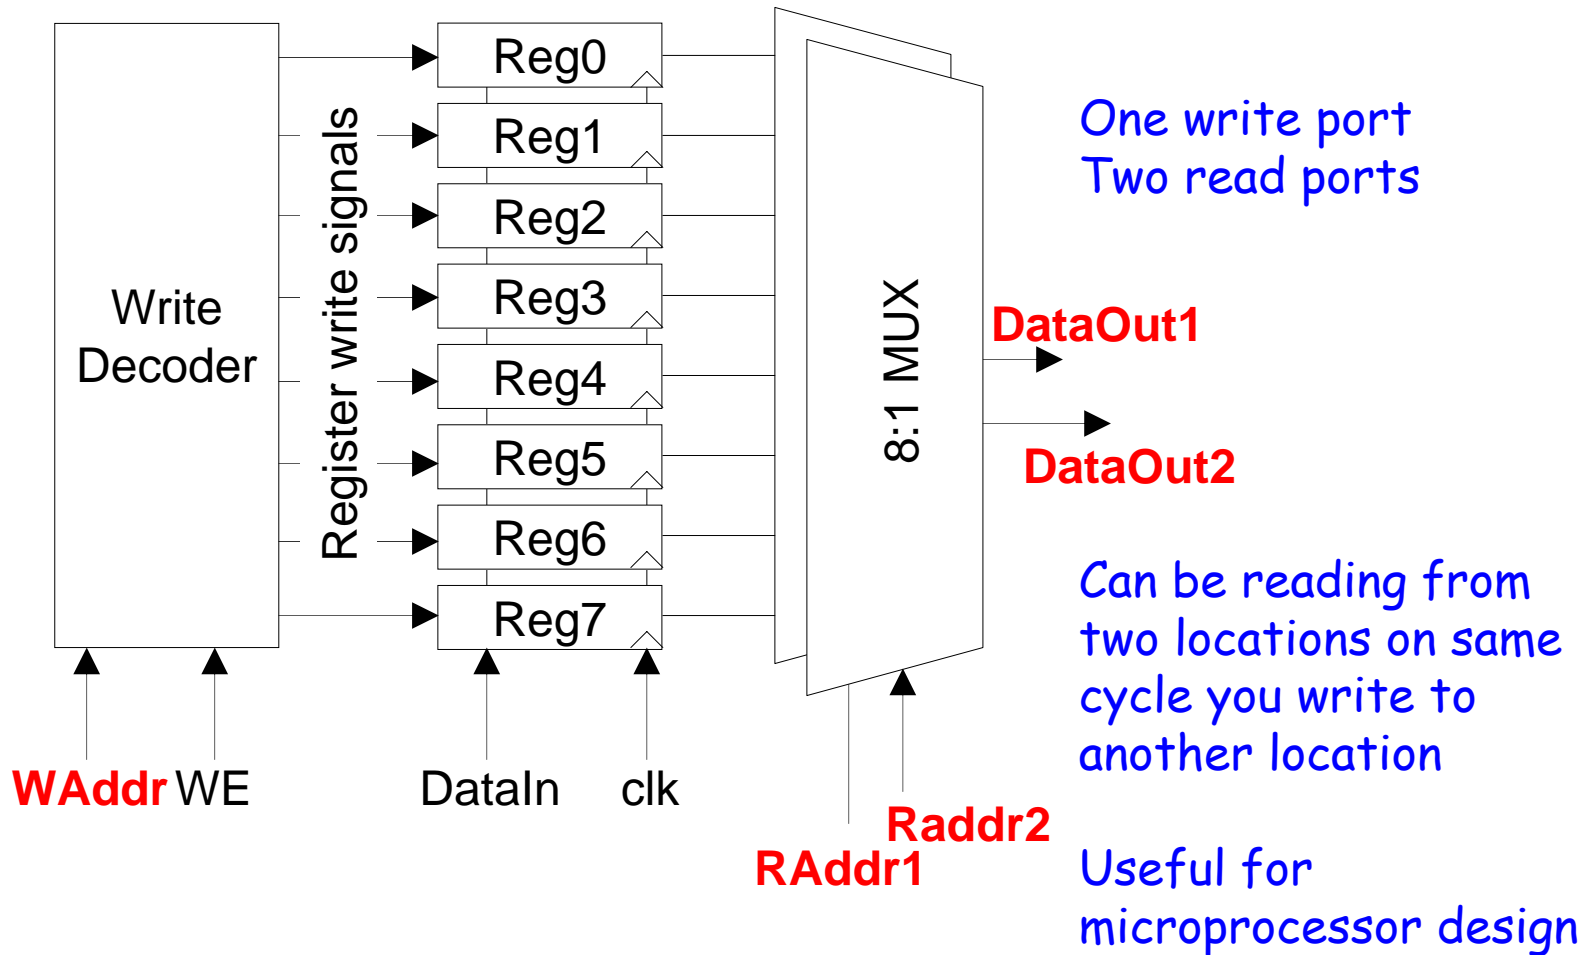 Write
Decoder
Register write signals
Reg0
Reg1
Reg2
Reg3
Reg4
Reg5
Reg6
Reg7
8:1 MUX
DataOut1
DataOut2
WAddr WE
DataIn
clk
RAddr1
Raddr2
One write port
Two read ports
Can be reading from
two locations on same
cycle you write to
another location
Useful for
microprocessor design